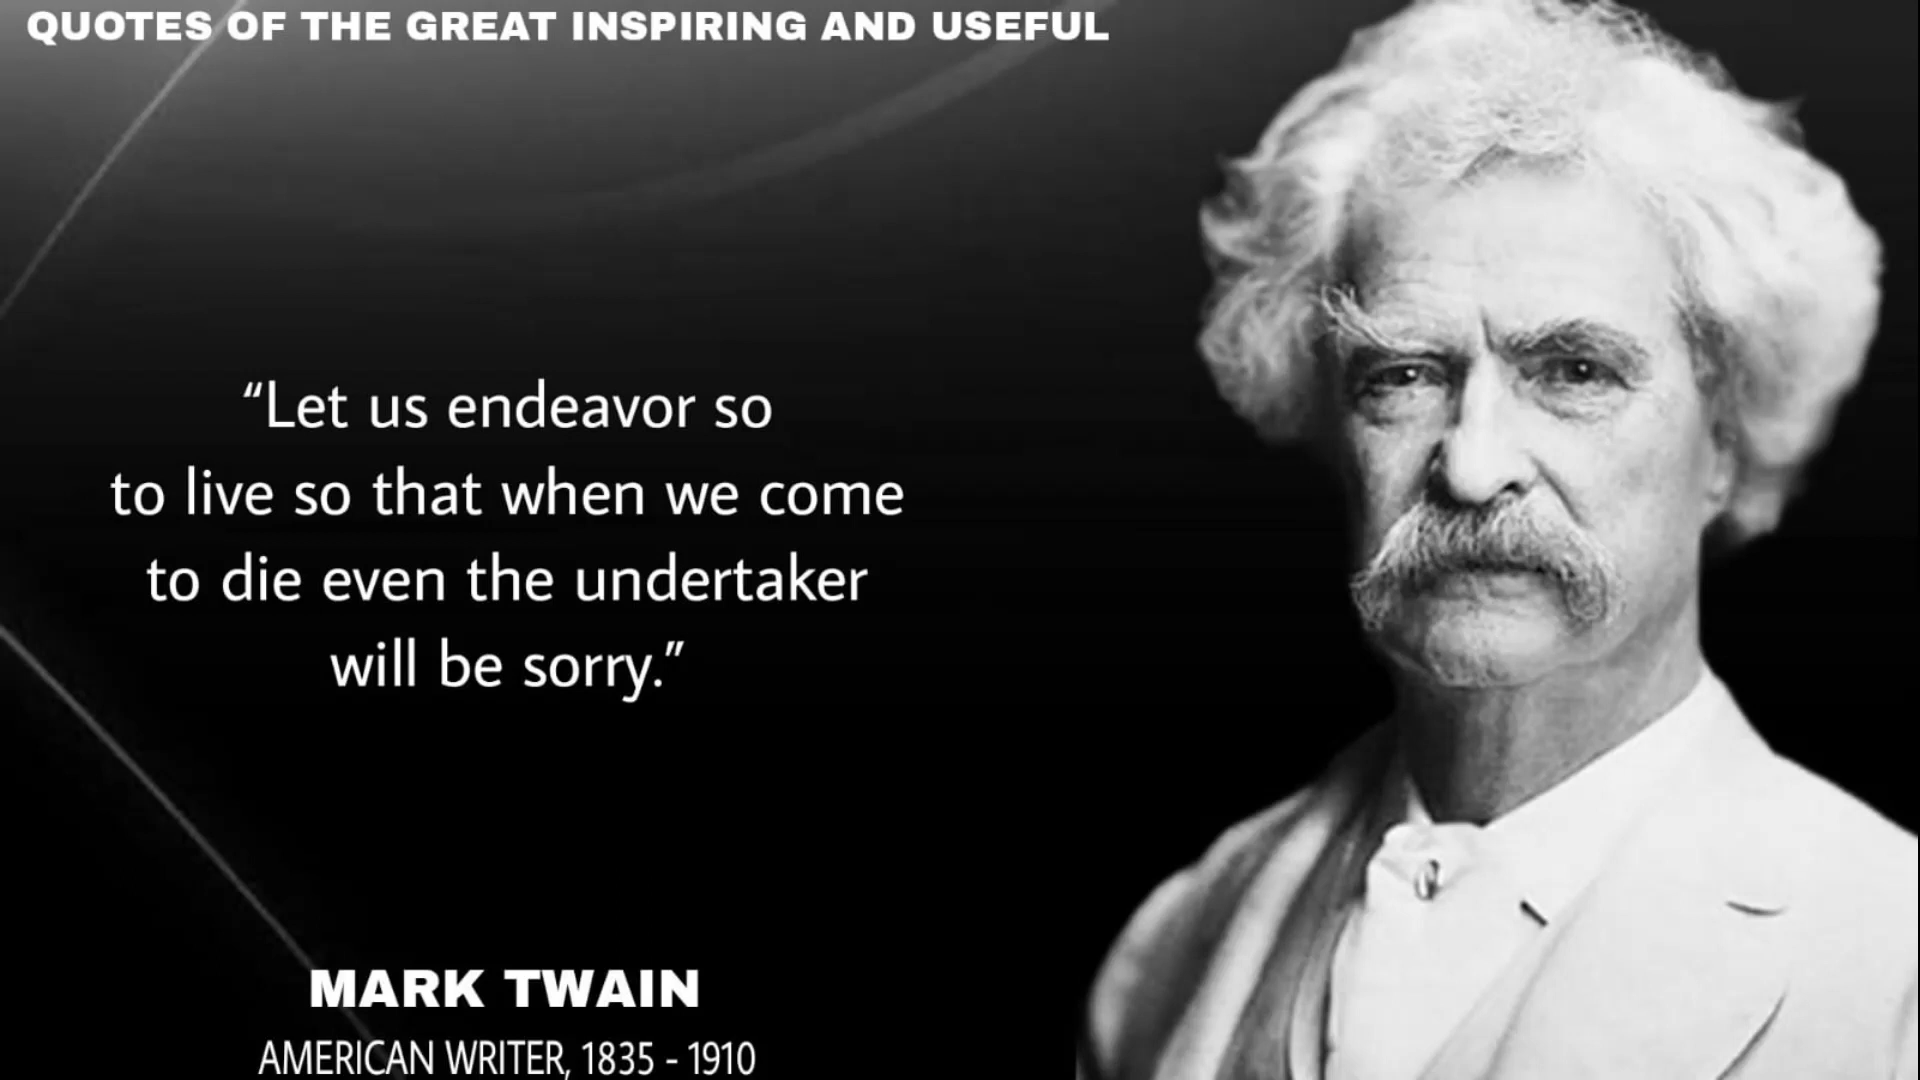 QUOTES OF THE GREAT INSPIRING AND USEFUL
“Let us endeavor so
to live so that when we come
to die even the undertaker
will be sorry.”
MARK TWAIN
AMERICAN WRITER, 1835 - 1910